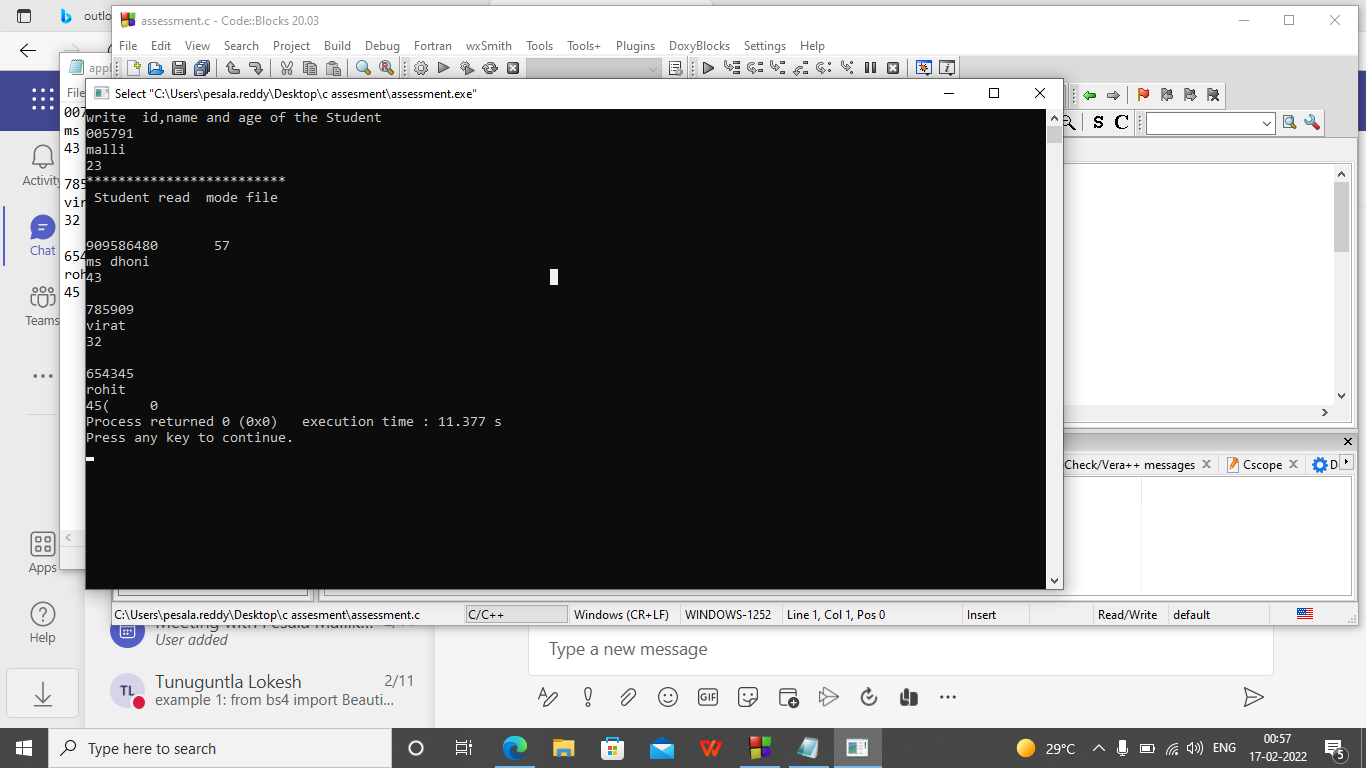 outlo
assessment.c - Code::Blocks 20.03
File Edit View Search Project Build Debug Fortran wxSmith Tools Tools+ Plugins DoxyBlocks Settings Help
appl
File
Select "C:\Users\pesala.reddy\Desktop\c assesment\assessment.exe"
007
ms
43
785
vir
32
654
roh
45
write  id,name and age of the Student
005791
malli
23
*************************
Student read  mode file
909586480       57
ms dhoni
43
785909
virat
32
654345
rohit
45(     0
Process returned 0 (0x0)   execution time : 11.377 s
Press any key to continue.
S C
Activity
Chat
Teams
Apps
Help
Check/Vera++ messages
Cscope
D
C:\Users\pesala.reddy\Desktop\c assesment\assessment.c C/C++ Windows (CR+LF) WINDOWS-1252 Line 1, Col 1, Pos 0 Insert Read/Write default
User added
TL
Tunuguntla Lokesh 2/11
example 1: from bs4 import Beauti...
Type a new message
GIF
Type here to search
29°C
ENG
00:57
17-02-2022
5